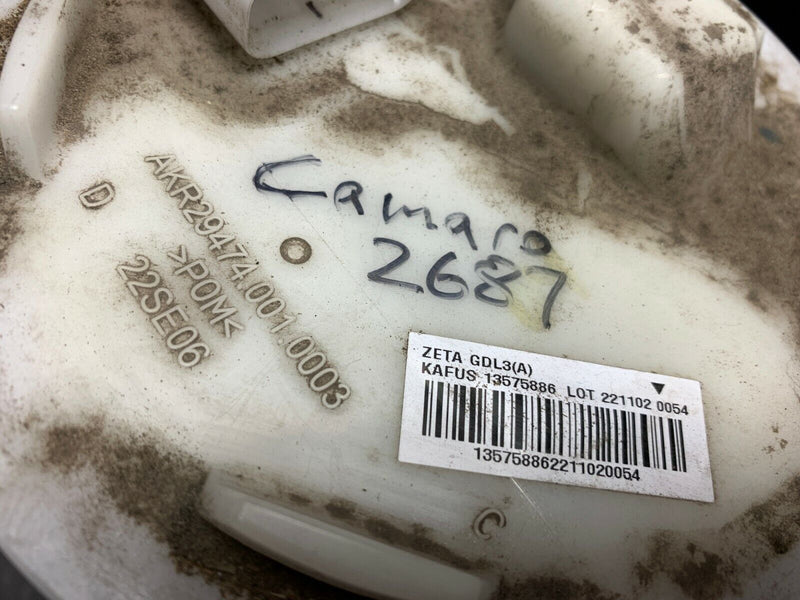 Camaro
2687
D
AKR29474.001.0003
>POM<
22SE06
ZETA GDL3(A)
KAFUS 13575886 LOT 221102 0054
135758862211020054
C